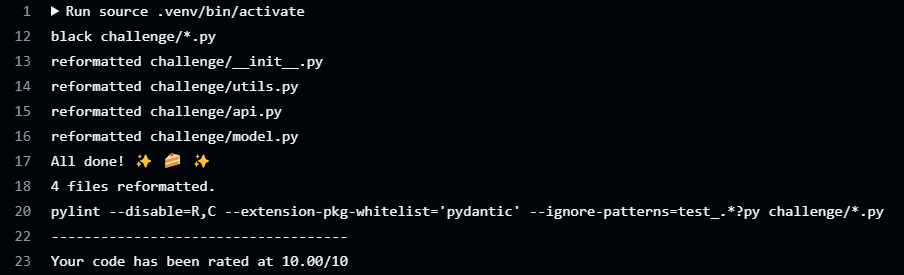 1 ▶ Run source .venv/bin/activate
12 black challenge/*.py
13 reformatted challenge/__init__.py
14 reformatted challenge/utils.py
15 reformatted challenge/api.py
16 reformatted challenge/model.py
17 All done! ✨ 🍰 ✨
18 4 files reformatted.
20 pylint --disable=R,C --extension-pkg-whitelist='pydantic' --ignore-patterns=test_.*?py challenge/*.py
22 ------------------------------------
23 Your code has been rated at 10.00/10